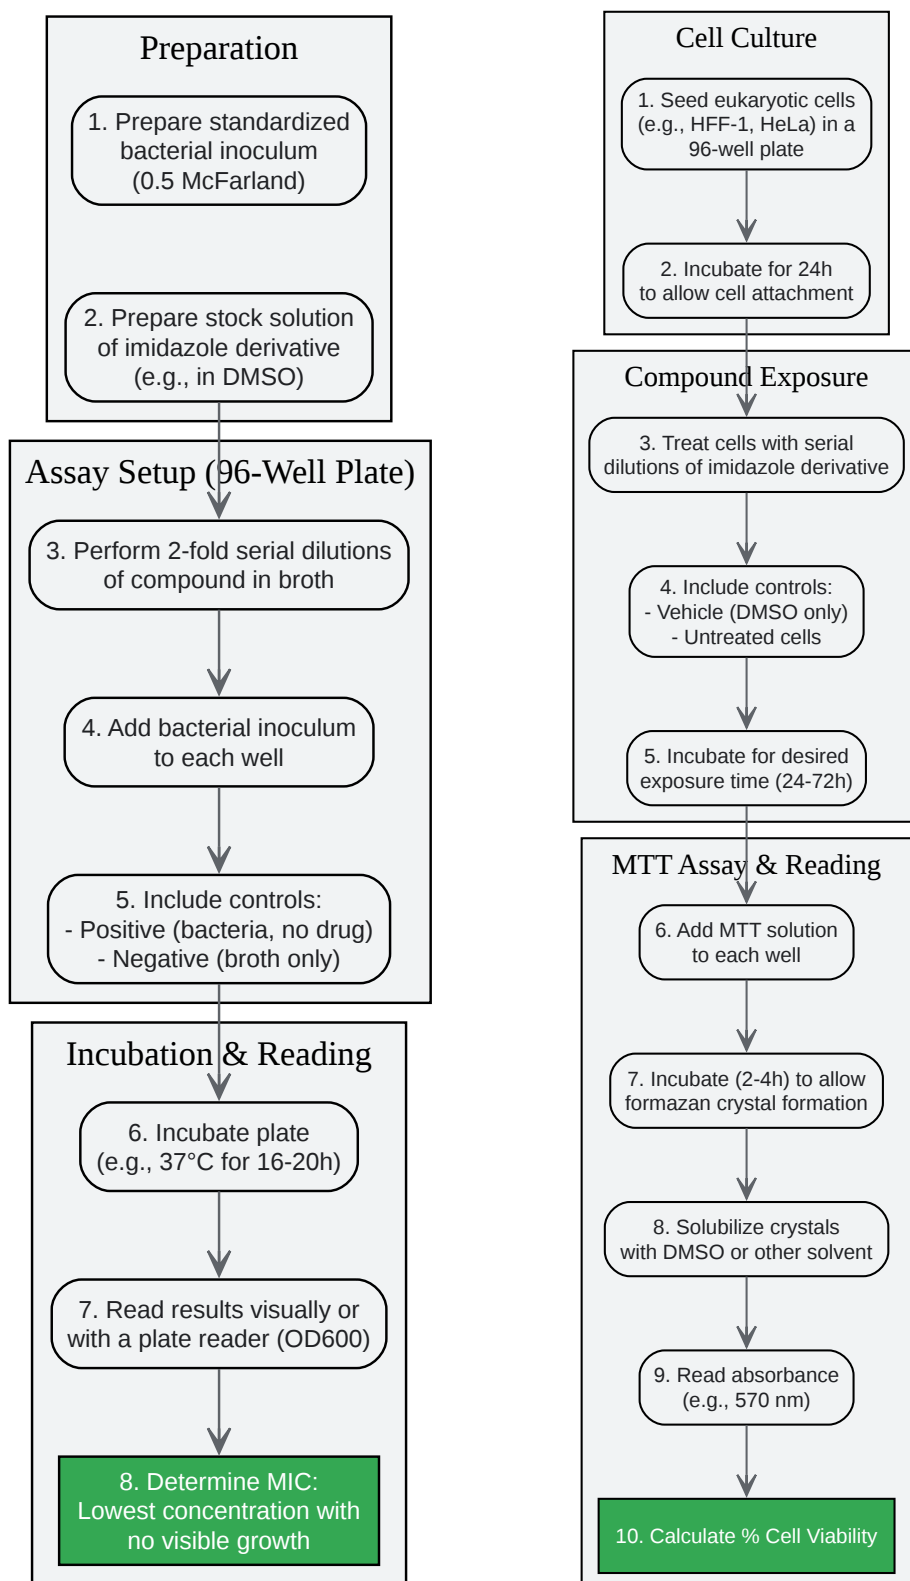 Preparation
1. Prepare standardized
bacterial inoculum
(0.5 McFarland)
2. Prepare stock solution
of imidazole derivative
(e.g., in DMSO)
Assay Setup (96-Well Plate)
3. Perform 2-fold serial dilutions
of compound in broth
4. Add bacterial inoculum
to each well
5. Include controls:
- Positive (bacteria, no drug)
- Negative (broth only)
Incubation & Reading
6. Incubate plate
(e.g., 37°C for 16-20h)
7. Read results visually or
with a plate reader (OD600)
8. Determine MIC:
Lowest concentration with
no visible growth
Cell Culture
1. Seed eukaryotic cells
(e.g., HFF-1, HeLa) in a
96-well plate
2. Incubate for 24h
to allow cell attachment
Compound Exposure
3. Treat cells with serial
dilutions of imidazole derivative
4. Include controls:
- Vehicle (DMSO only)
- Untreated cells
5. Incubate for desired
exposure time (24-72h)
MTT Assay & Reading
6. Add MTT solution
to each well
7. Incubate (2-4h) to allow
formazan crystal formation
8. Solubilize crystals
with DMSO or other solvent
9. Read absorbance
(e.g., 570 nm)
10. Calculate % Cell Viability